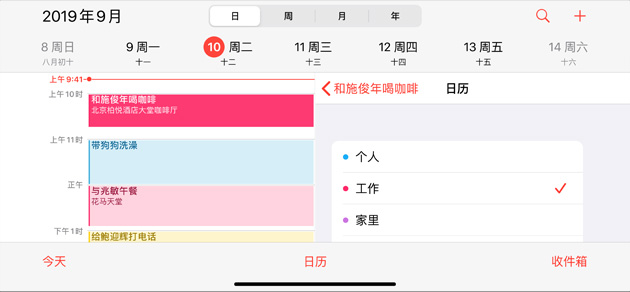 2019年9月
日 周 月 年
8 周日 9 周一 10 周二 11 周三 12 周四 13 周五 14 周六
八月初十 十一 十二 十三 十四 十五 十六
上午9:41
上午10时
和施俊年喝咖啡
北京柏悦酒店大堂咖啡厅
上午11时
带狗狗洗澡
正午
与兆敏午餐
花马天堂
下午1时
给鲍迎辉打电话
和施俊年喝咖啡 日历
个人
工作
家里
今天 日历 收件箱